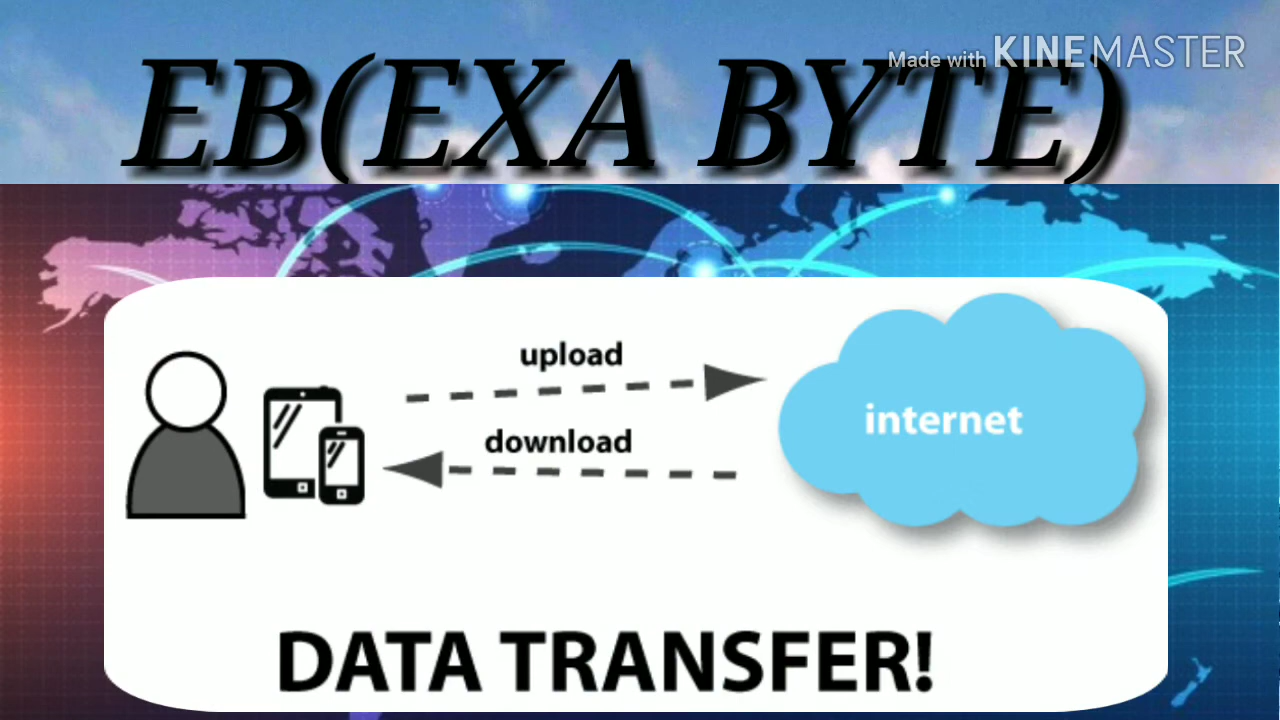 Made with KINEMASTER
EB(EXA BYTE)
upload
download
internet
DATA TRANSFER!